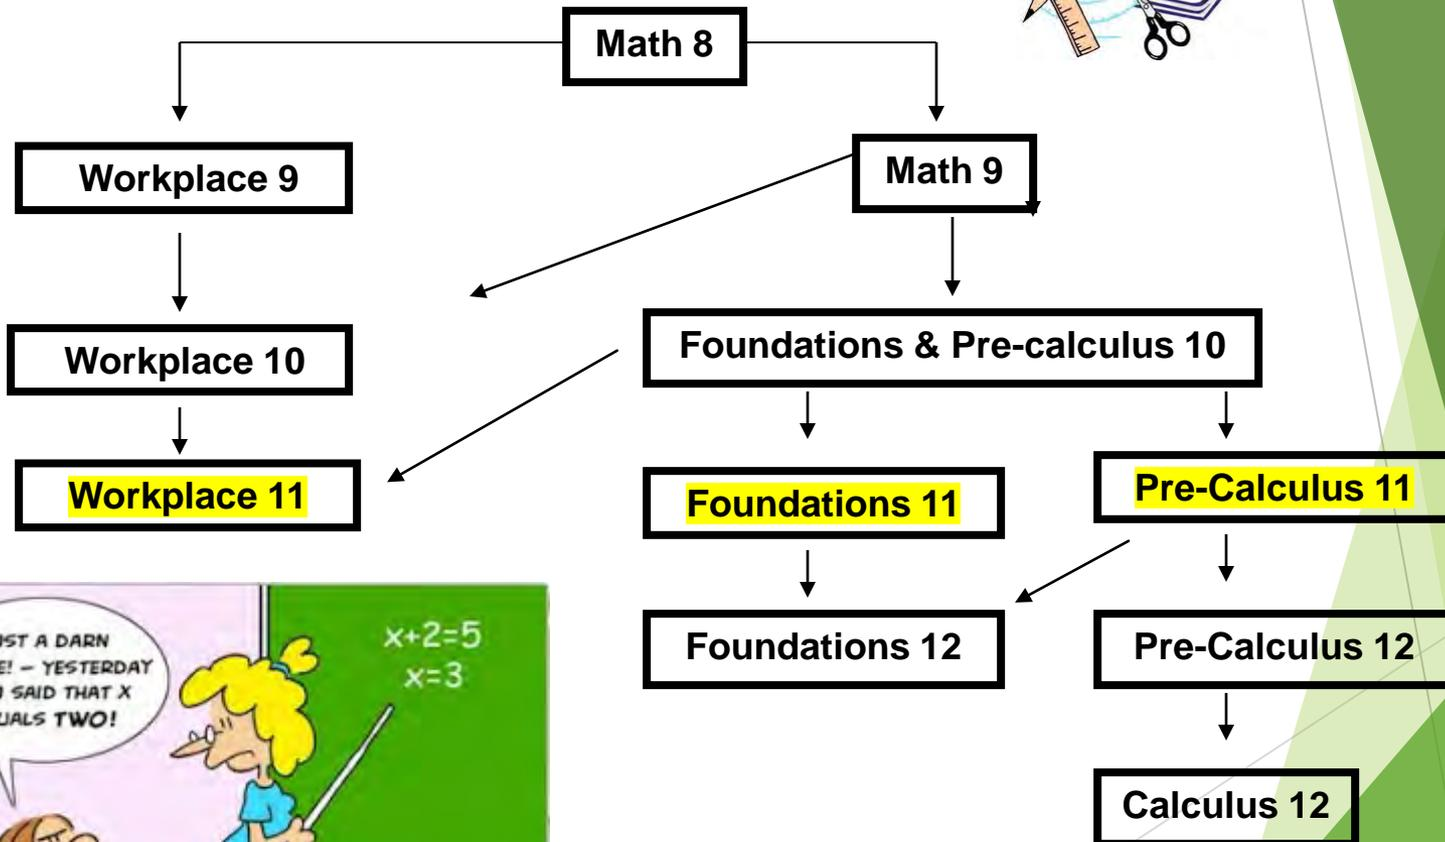 Math 8
Workplace 9
Math 9
Workplace 10
Foundations & Pre-calculus 10
Workplace 11
Foundations 11
Pre-Calculus 11
Foundations 12
Pre-Calculus 12
Calculus 12
A DARN
– YESTERDAY
SAID THAT X
TWO!
x+2=5
x=3